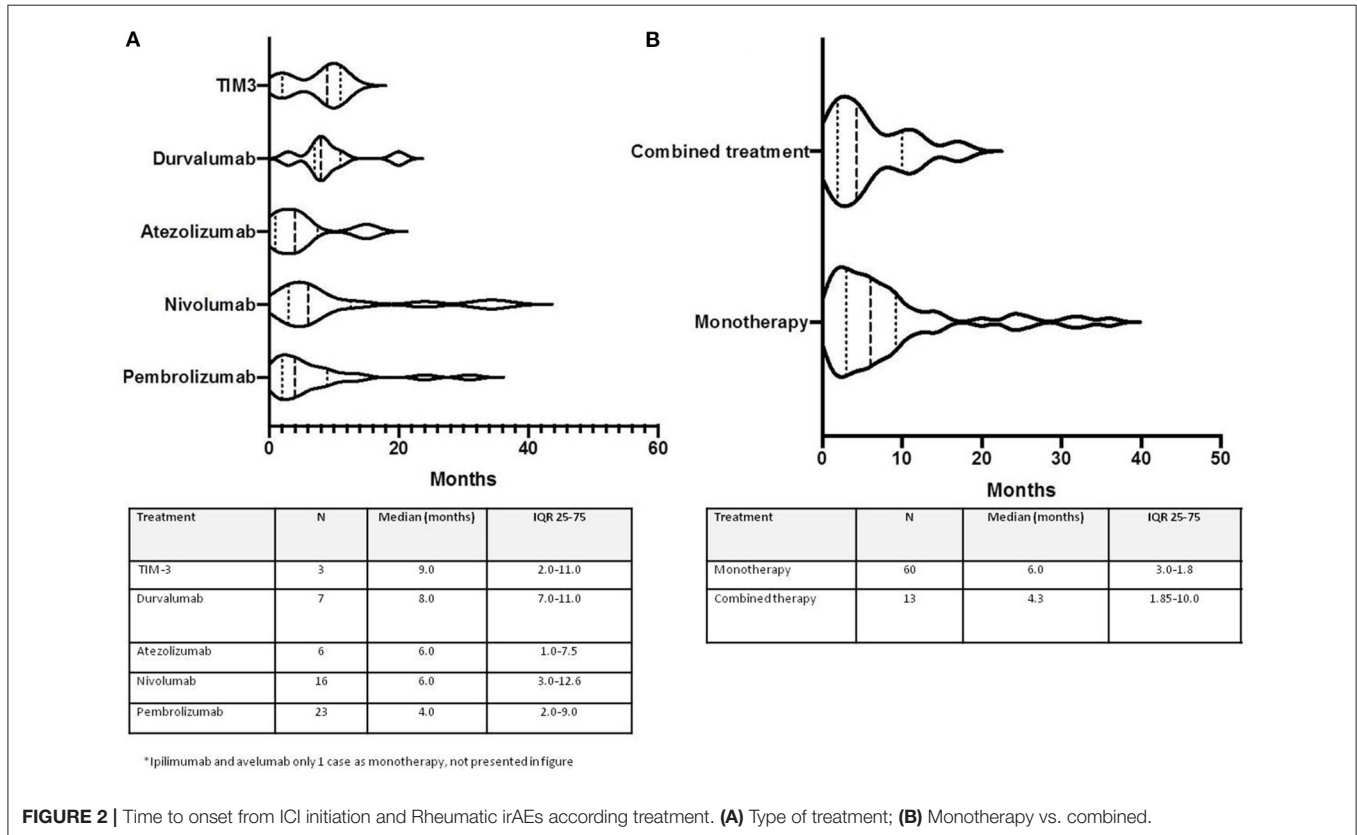 A
TIM3
Durvalumab
Atezolizumab
Nivolumab
Pembrolizumab
0 20 40 60
Months
Treatment N Median (months) IQR 25-75
TIM-3 3 9.0 2.0-11.0
Durvalumab 7 8.0 7.0-11.0
Atezolizumab 6 6.0 1.0-7.5
Nivolumab 16 6.0 3.0-12.6
Pembrolizumab 23 4.0 2.0-9.0
*Ipilimumab and avelumab only 1 case as monotherapy, not presented in figure
B
Combined treatment
Monotherapy
0 10 20 30 40 50
Months
Treatment N Median (months) IQR 25-75
Monotherapy 60 6.0 3.0-1.8
Combined therapy 13 4.3 1.85-10.0
FIGURE 2 | Time to onset from ICI initiation and Rheumatic irAEs according treatment. (A) Type of treatment; (B) Monotherapy vs. combined.